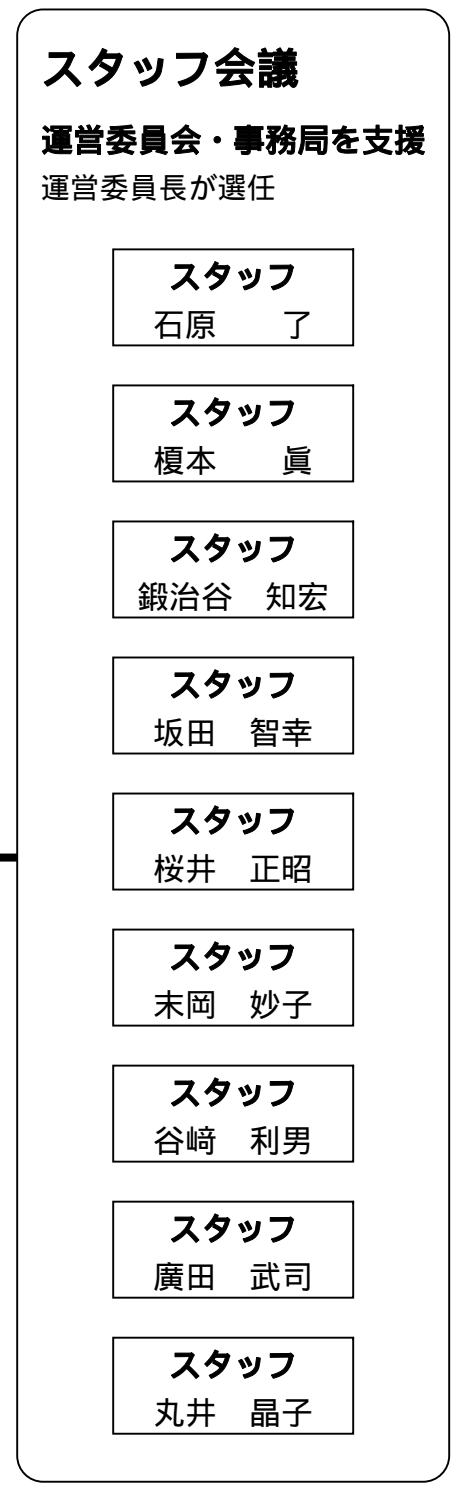 スタッフ会議
運営委員会・事務局を支援
運営委員長が選任
スタッフ
石原　　了
スタッフ
榎本　　眞
スタッフ
鍛治谷　知宏
スタッフ
坂田　智幸
スタッフ
桜井　正昭
スタッフ
末岡　妙子
スタッフ
谷﨑　利男
スタッフ
廣田　武司
スタッフ
丸井　晶子